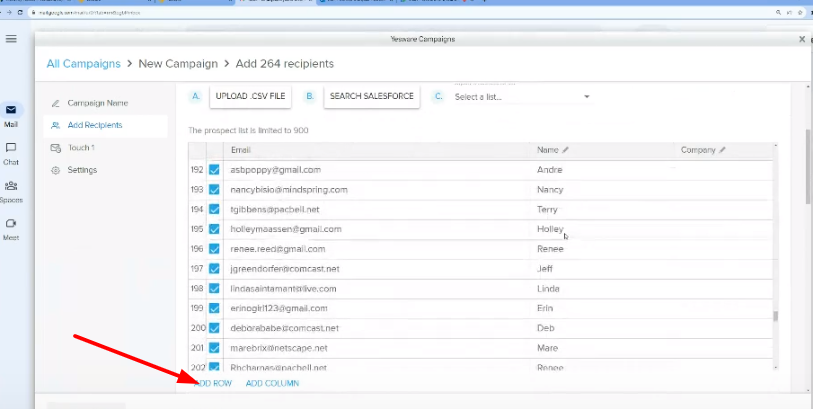 Yesware Campaigns
All Campaigns > New Campaign > Add 264 recipients
Campaign Name
Add Recipients
Touch 1
Settings
Mail
Chat
Spaces
Meet
A. UPLOAD .CSV FILE B. SEARCH SALESFORCE C. Select a list...
The prospect list is limited to 900
Email Name Company
192 asbpoppy@gmail.com Andre
193 nancybisio@mindspring.com Nancy
194 tgibbens@pacbell.net Terry
195 holleymaassen@gmail.com Holley
196 renee.reed@gmail.com Renee
197 jgreendorfer@comcast.net Jeff
198 lindasaintamant@live.com Linda
199 erinoglrl123@gmail.com Erin
200 deborababe@comcast.net Deb
201 marebrix@netscape.net Mare
202 Rbcharnas@pacbell.net Renee
ADD ROW ADD COLUMN